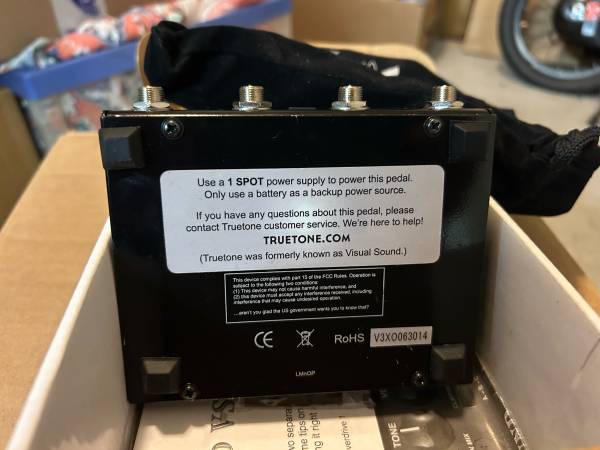 Use a 1 SPOT power supply to power this pedal.
Only use a battery as a backup power source.
If you have any questions about this pedal, please
contact Truetone customer service. We're here to help!
TRUETONE.COM
(Truetone was formerly known as Visual Sound.)
This device complies with part 15 of the FCC Rules. Operation is
subject to the following two conditions:
(1) This device may not cause harmful interference, and
(2) this device must accept any interference received, including
interference that may cause undesired operation.
...aren't you glad the US government wants you to know that?
CE RoHS V3XO063014
LMnOP